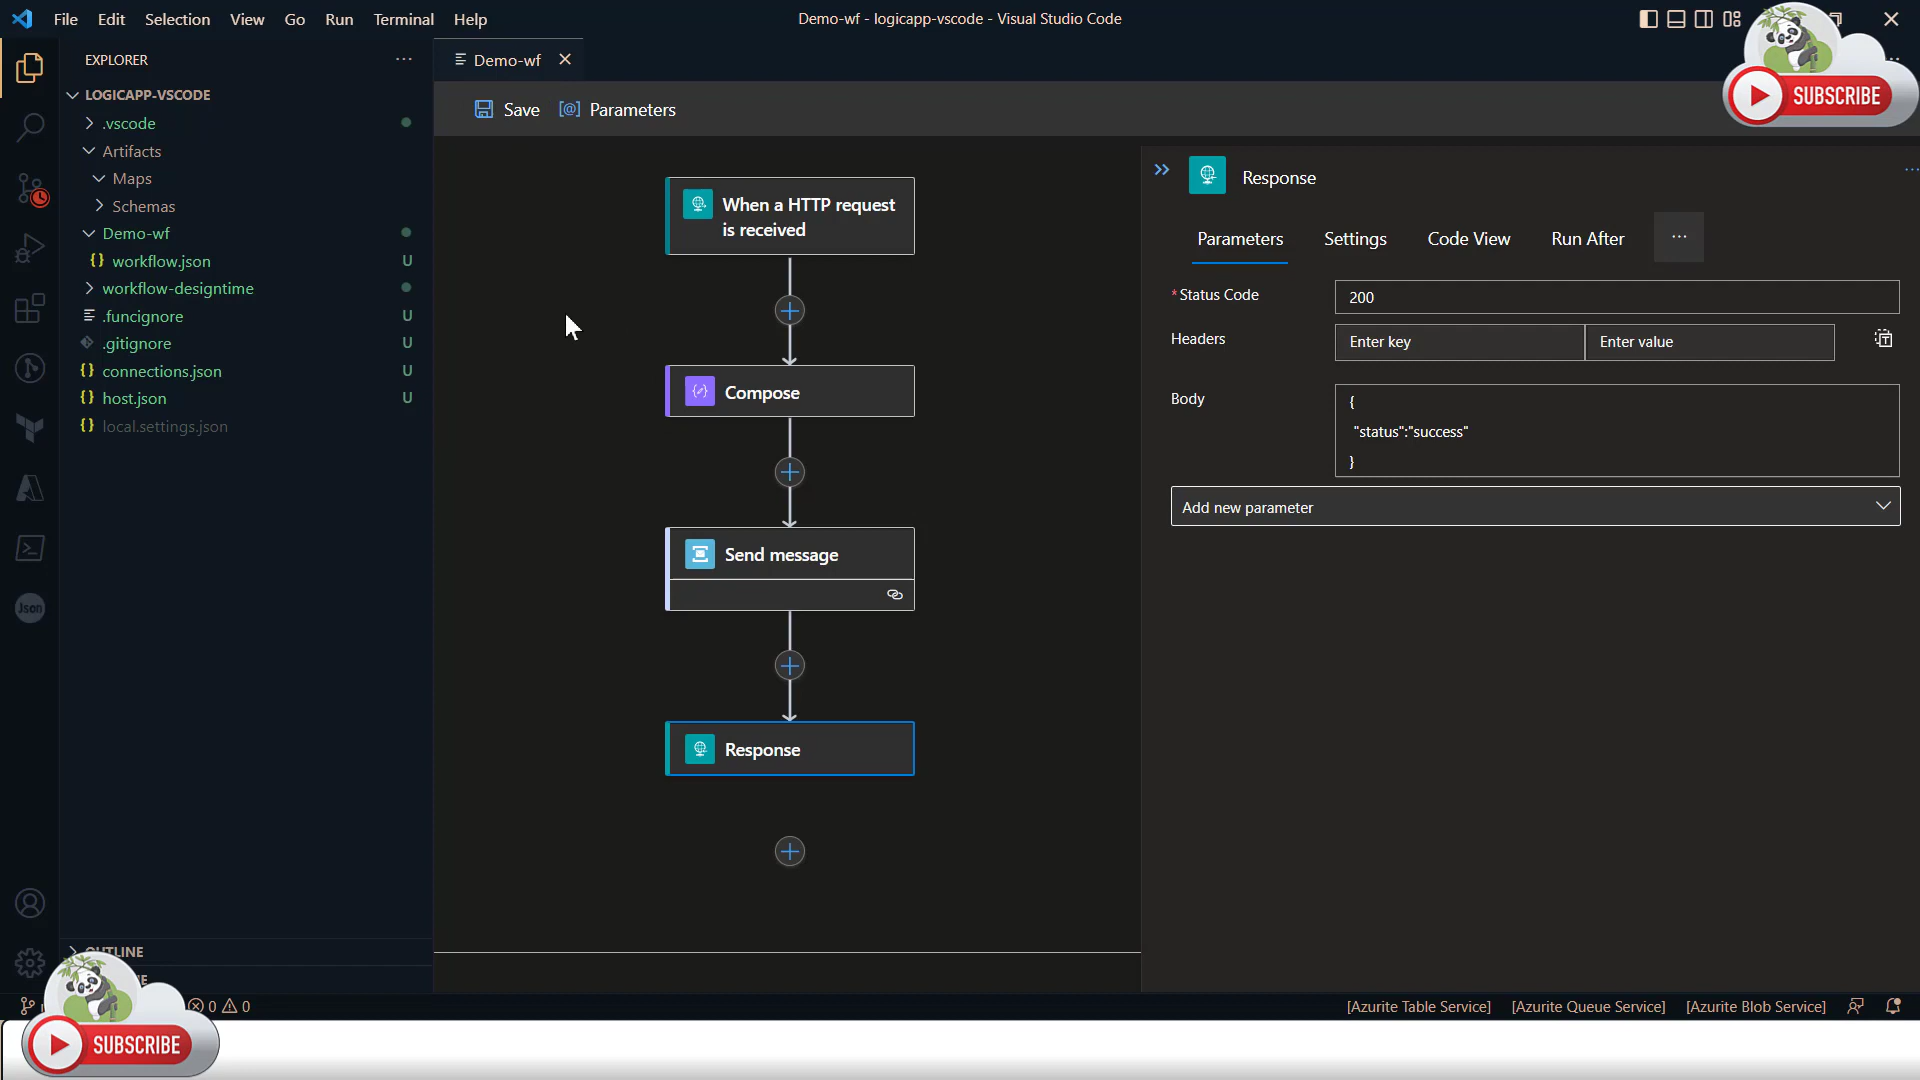 File Edit Selection View Go Run Terminal Help
Demo-wf - logicapp-vscode - Visual Studio Code
SUBSCRIBE
EXPLORER
LOGICAPP-VSCODE
.vscode
Artifacts
Maps
Schemas
Demo-wf
workflow.json U
workflow-designtime
.funcignore U
.gitignore U
connections.json U
host.json U
local.settings.json
Json
OUTLINE
Demo-wf
Save Parameters
When a HTTP request
is received
Compose
Send message
Response
Response
Parameters Settings Code View Run After ...
*Status Code 200
Headers Enter key Enter value
Body {
"status":"success"
}
Add new parameter
0 0
[Azurite Table Service] [Azurite Queue Service] [Azurite Blob Service]
SUBSCRIBE